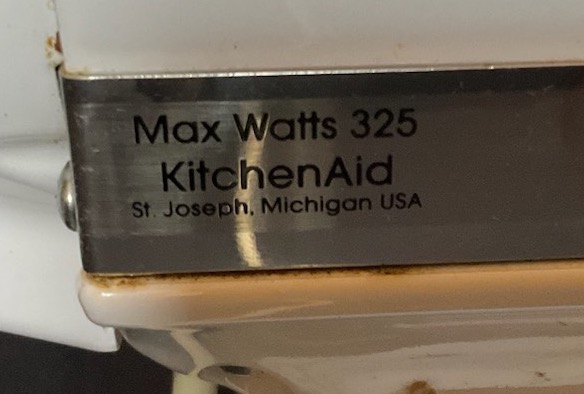 Max Watts 325
KitchenAid
St. Joseph, Michigan USA